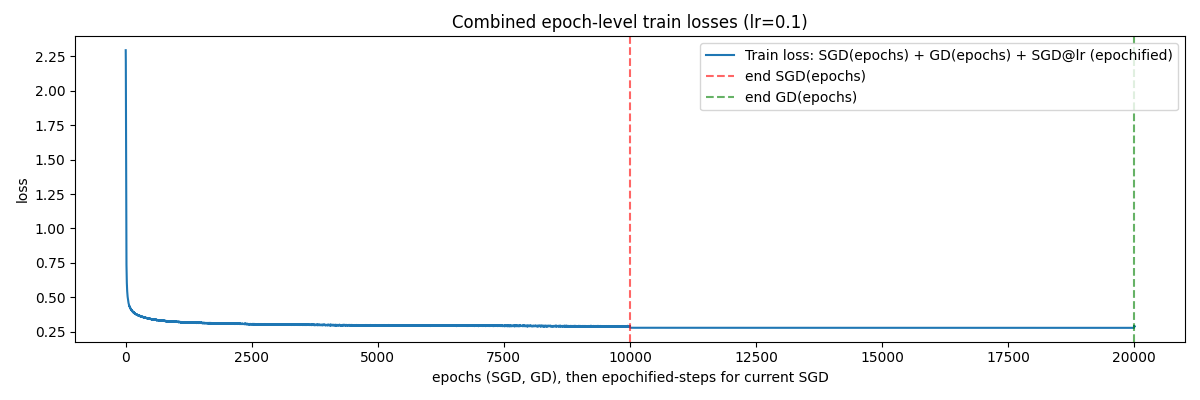 Combined epoch-level train losses (lr=0.1)
Train loss: SGD(epochs) + GD(epochs) + SGD@lr (epochified)
end SGD(epochs)
end GD(epochs)
loss
2.25
2.00
1.75
1.50
1.25
1.00
0.75
0.50
0.25
0 2500 5000 7500 10000 12500 15000 17500 20000
epochs (SGD, GD), then epochified-steps for current SGD